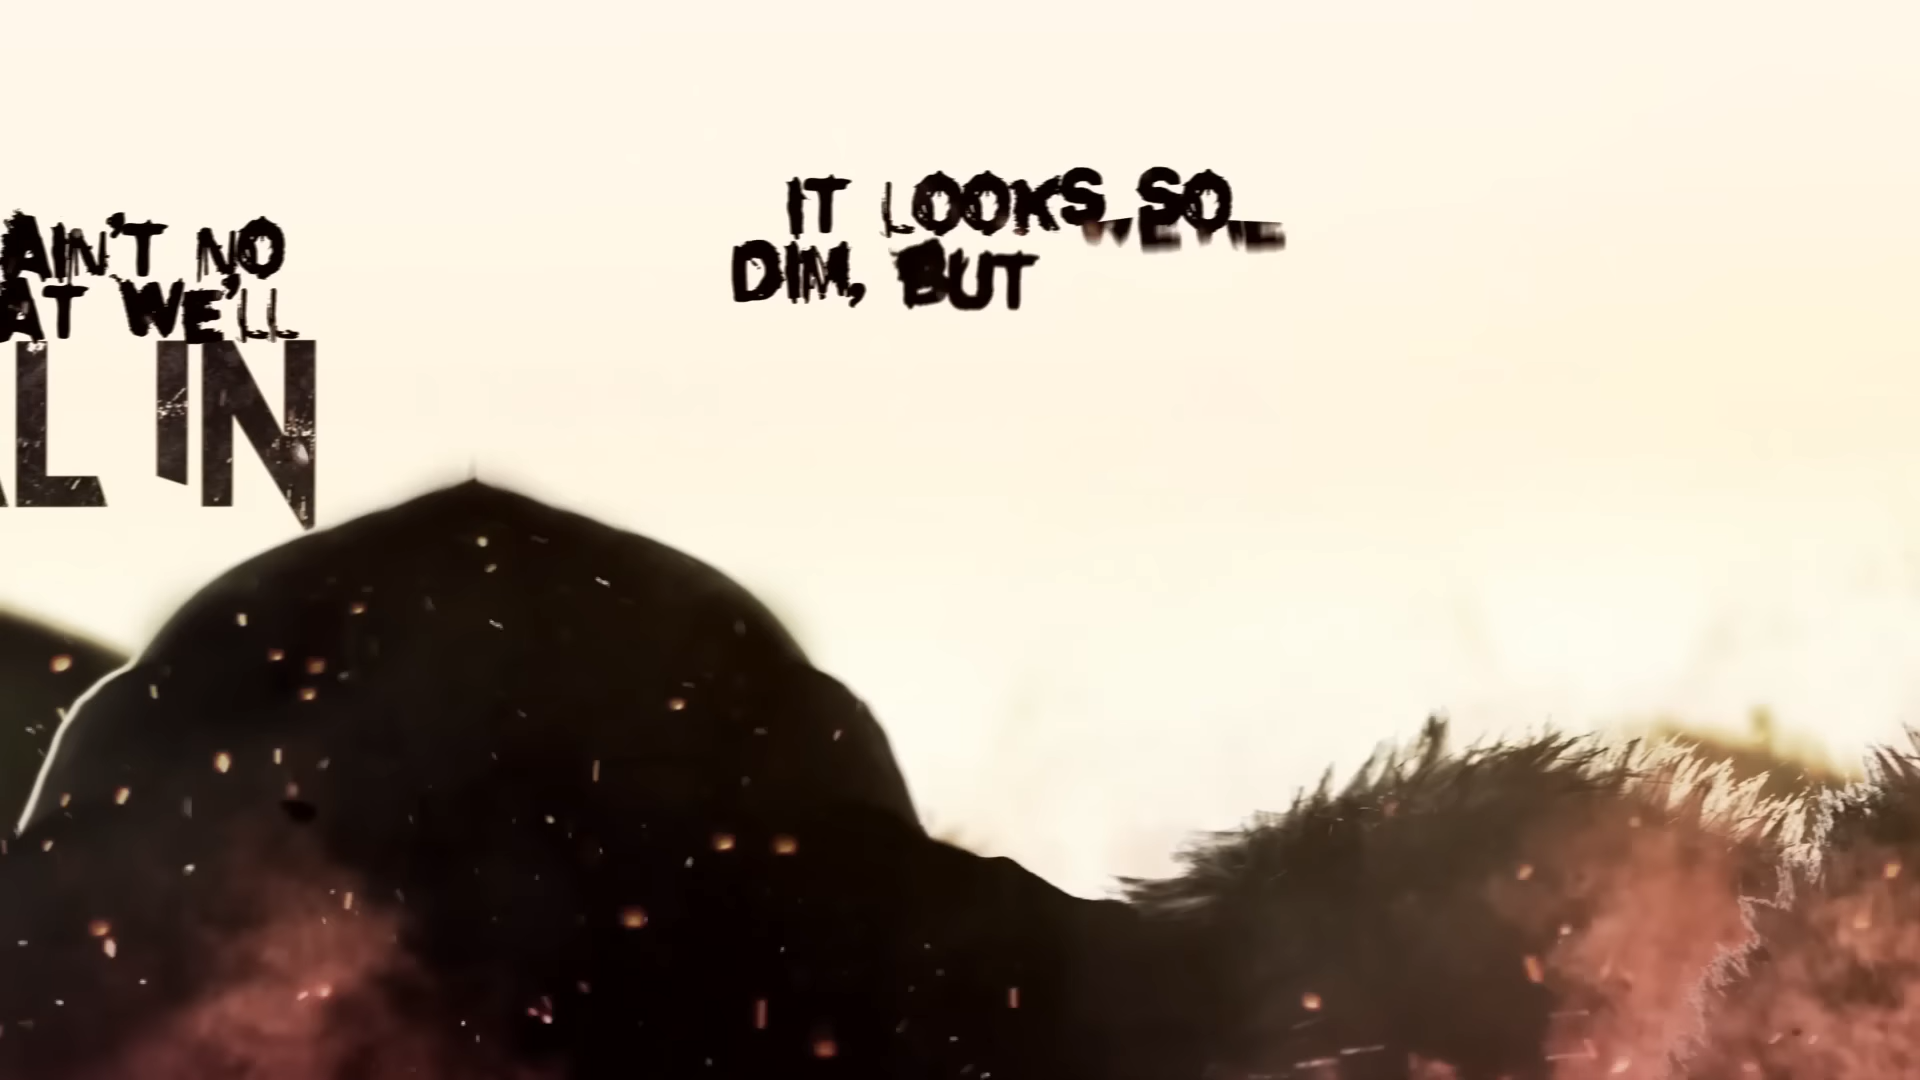 AIN'T NO
AT WE'LL
L IN
IT LOOKS SO
DIM, BUT